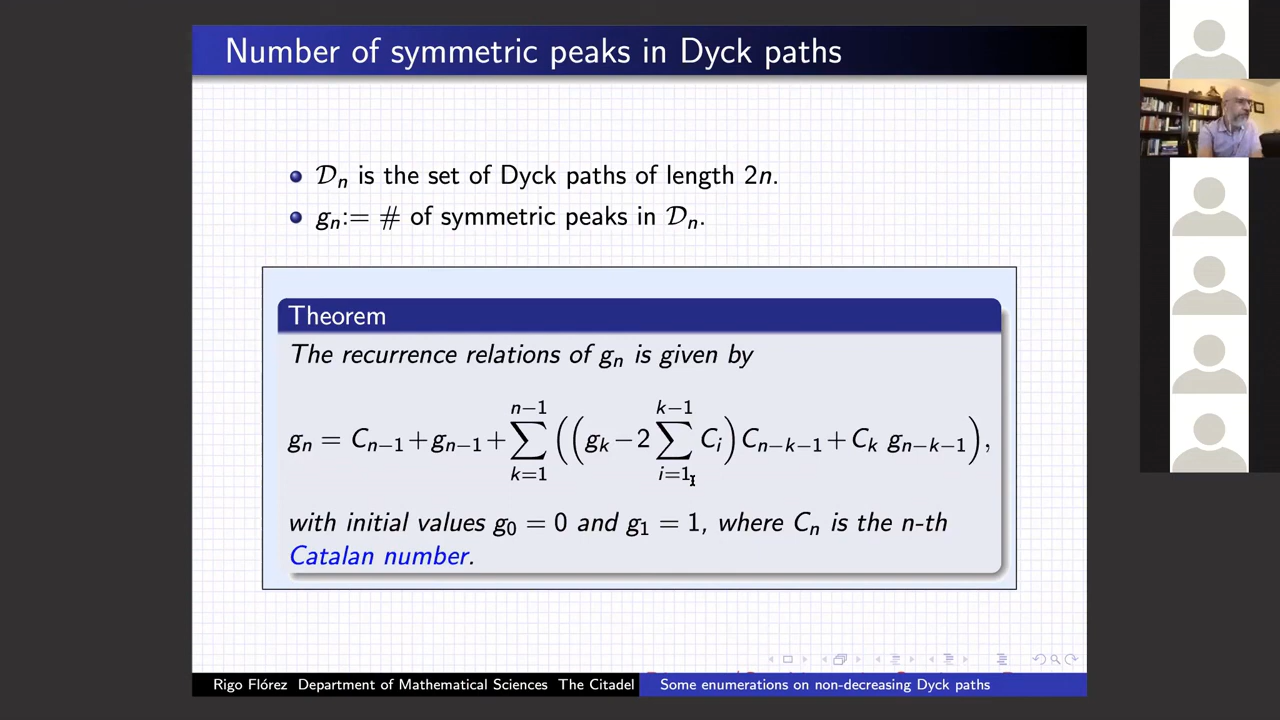 Number of symmetric peaks in Dyck paths
𝒟ₙ is the set of Dyck paths of length 2n.
gₙ:= # of symmetric peaks in 𝒟ₙ.
Theorem
The recurrence relations of gₙ is given by
gₙ = Cₙ₋₁+gₙ₋₁+∑_{k=1}^{n−1} ((gₖ−2∑_{i=1}^{k−1} Cᵢ)Cₙ₋ₖ₋₁+Cₖ gₙ₋ₖ₋₁),
with initial values g₀ = 0 and g₁ = 1, where Cₙ is the n-th
Catalan number.
Rigo Flórez Department of Mathematical Sciences The Citadel Some enumerations on non-decreasing Dyck paths